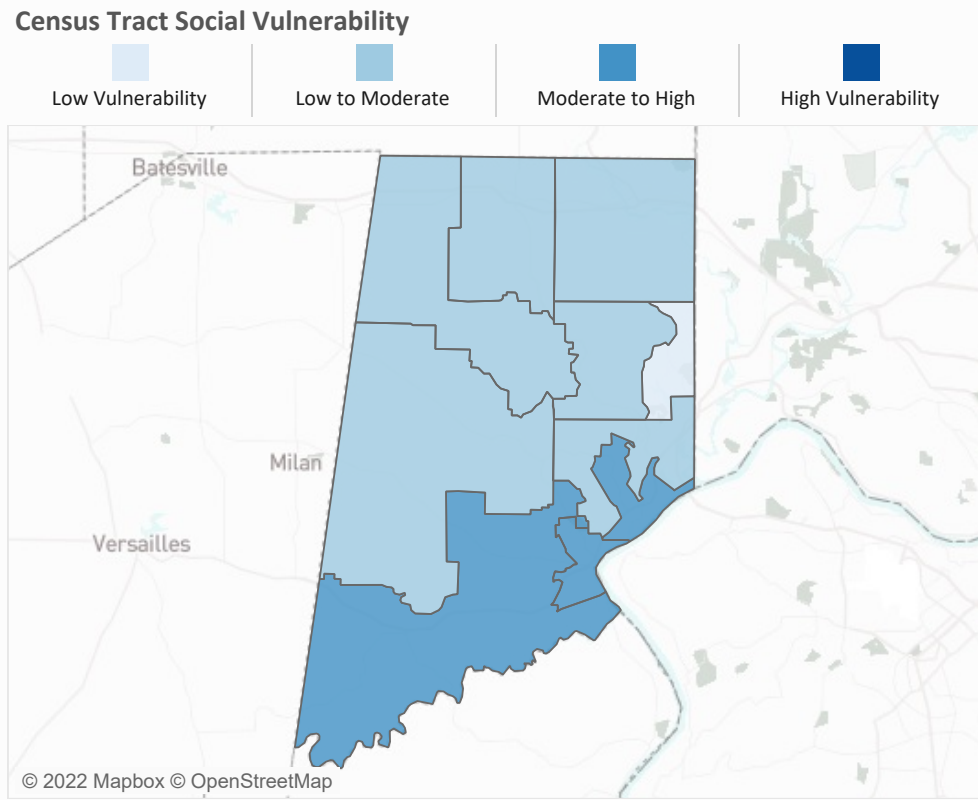 Census Tract Social Vulnerability
Low Vulnerability
Low to Moderate
Moderate to High
High Vulnerability
Batesville
Milan
Versailles
© 2022 Mapbox © OpenStreetMap